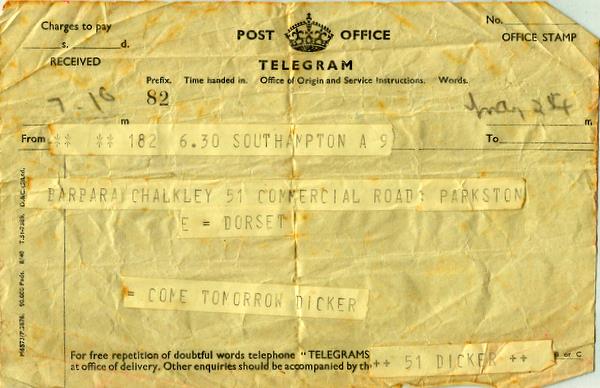 Charges to pay
s. d.
RECEIVED
POST OFFICE
TELEGRAM
No.
OFFICE STAMP
Prefix. Time handed in. Office of Origin and Service Instructions. Words.
82
7-10
m
m
From ** ** 182 6.30 SOUTHAMPTON A 9 To
BARBARA CHALKLEY 51 COMMERCIAL ROAD: PARKSTON
E = DORSET
= COME TOMORROW DICKER
For free repetition of doubtful words telephone "TELEGRAMS
at office of delivery. Other enquiries should be accompanied by th
++ 51 DICKER ++
or C